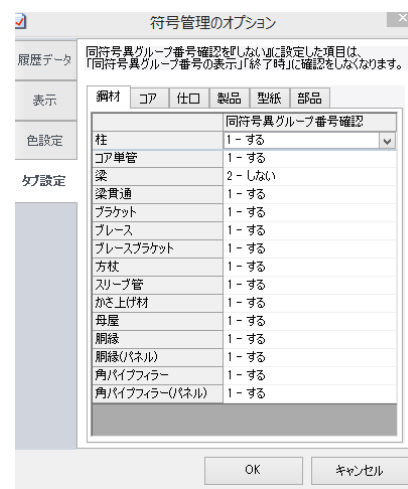 符号管理のオプション
同符号異グループ番号確認を『しない』に設定した項目は、
「同符号異グループ番号の表示」「終了時」に確認をしなくなります。
履歴データ
表示
色設定
タブ設定
鋼材 コア 仕口 製品 型紙 部品
同符号異グループ番号確認
柱 1 - する
コア単管 1 - する
梁 2 - しない
梁貫通 1 - する
ブラケット 1 - する
ブレース 1 - する
ブレースブラケット 1 - する
方杖 1 - する
スリーブ管 1 - する
かさ上げ材 1 - する
母屋 1 - する
胴縁 1 - する
胴縁(パネル) 1 - する
角パイプフィラー 1 - する
角パイプフィラー(パネル) 1 - する
OK キャンセル